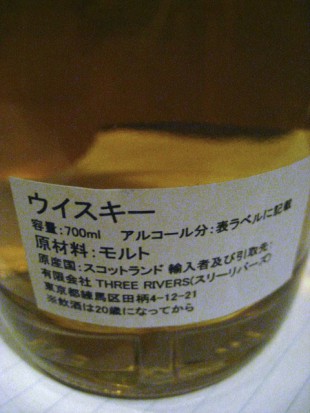 ウイスキー
容量:700ml アルコール分:表ラベルに記載
原材料:モルト
原産国:スコットランド 輸入者及び引取先:
有限会社 THREE RIVERS(スリーリバーズ)
東京都練馬区田柄4-12-21
※飲酒は20歳になってから